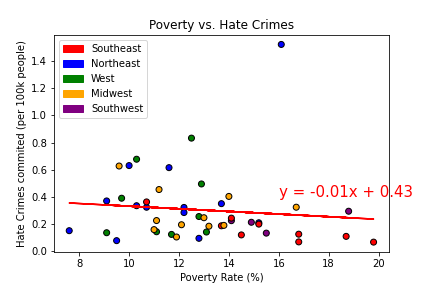 Poverty vs. Hate Crimes
Hate Crimes commited (per 100k people)
1.4
1.2
1.0
0.8
0.6
0.4
0.2
0.0
Southeast
Northeast
West
Midwest
Southwest
y = -0.01x + 0.43
8 10 12 14 16 18 20
Poverty Rate (%)